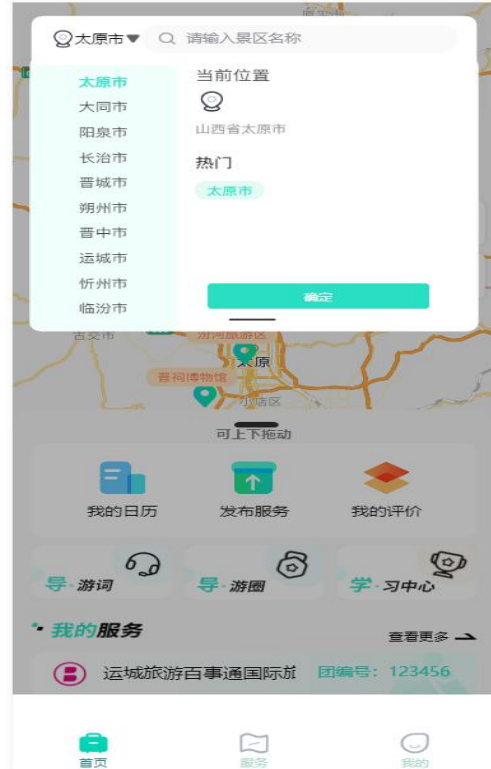 太原市▼ 请输入景区名称
太原市
大同市
阳泉市
长治市
晋城市
朔州市
晋中市
运城市
忻州市
临汾市
当前位置
山西省太原市
热门
太原市
确定
古交市
汾河旅游区
太原
晋祠博物馆
小店区
可上下拖动
我的日历 发布服务 我的评价
导·游词 导·游圈 学·习中心
我的服务 查看更多
运城旅游百事通国际旅 团编号：123456
首页 服务 我的